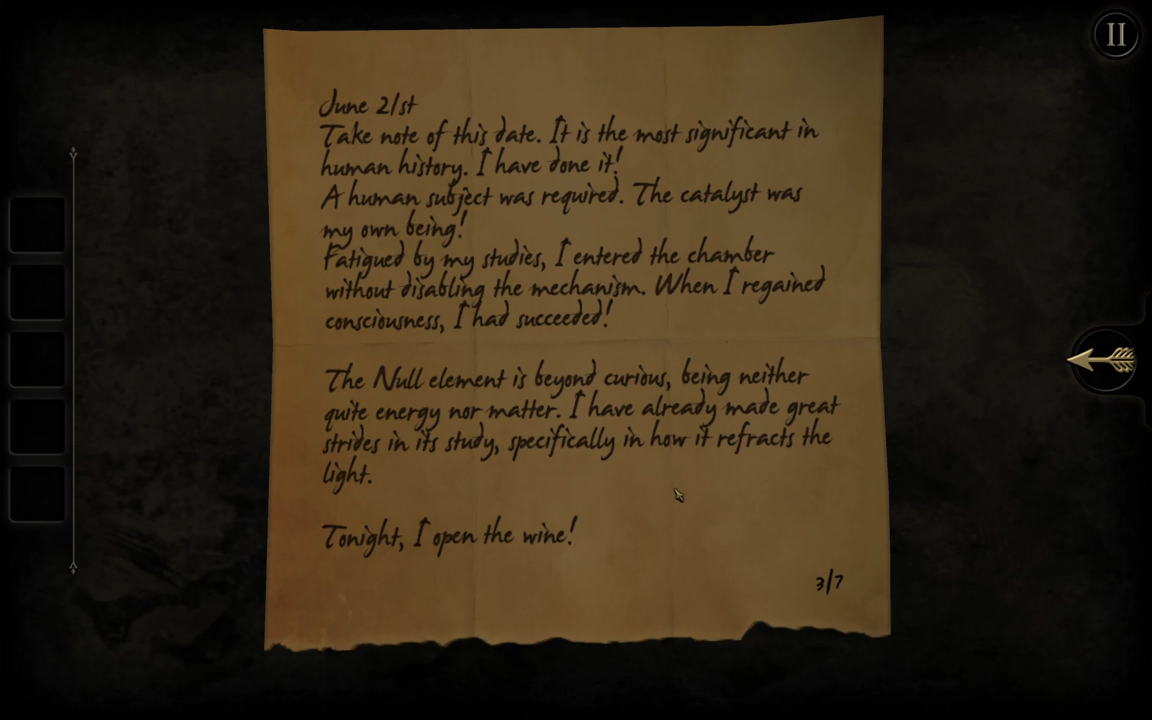 II
June 21st
Take note of this date. It is the most significant in
human history. I have done it!
A human subject was required. The catalyst was
my own being!
Fatigued by my studies, I entered the chamber
without disabling the mechanism. When I regained
consciousness, I had succeeded!
The Null element is beyond curious, being neither
quite energy nor matter. I have already made great
strides in its study, specifically in how it refracts the
light.
Tonight, I open the wine!
3/7